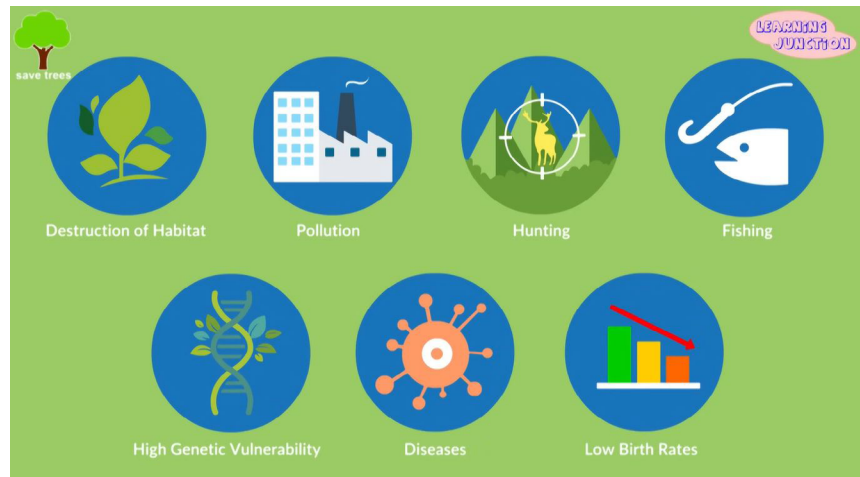 save trees
LEARNING
JUNCTION
Destruction of Habitat
Pollution
Hunting
Fishing
High Genetic Vulnerability
Diseases
Low Birth Rates